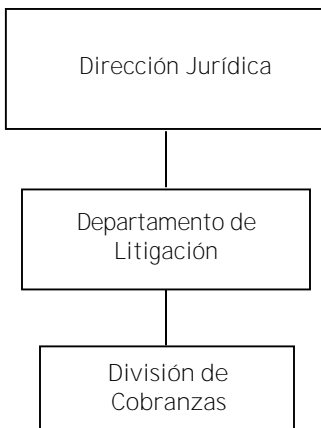 Dirección Jurídica
Departamento de
Litigación
División de
Cobranzas